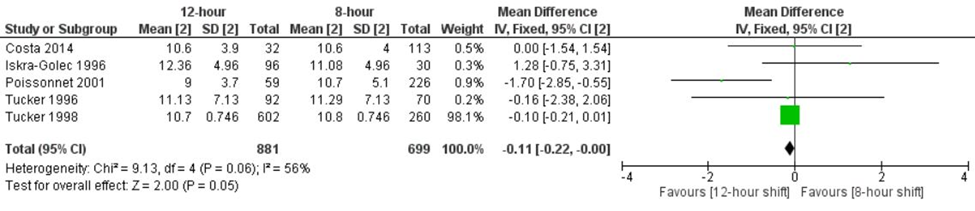 12-hour 8-hour Mean Difference Mean Difference
Study or Subgroup Mean [2] SD [2] Total Mean [2] SD [2] Total Weight IV, Fixed, 95% CI [2] IV, Fixed, 95% CI [2]
Costa 2014 10.6 3.9 32 10.6 4 113 0.5% 0.00 [-1.54, 1.54]
Iskra-Golec 1996 12.36 4.96 96 11.08 4.96 30 0.3% 1.28 [-0.75, 3.31]
Poissonnet 2001 9 3.7 59 10.7 5.1 226 0.9% -1.70 [-2.85, -0.55]
Tucker 1996 11.13 7.13 92 11.29 7.13 70 0.2% -0.16 [-2.38, 2.06]
Tucker 1998 10.7 0.746 602 10.8 0.746 260 98.1% -0.10 [-0.21, 0.01]
Total (95% CI) 881 699 100.0% -0.11 [-0.22, -0.00]
Heterogeneity: Chi² = 9.13, df = 4 (P = 0.06); I² = 56%
Test for overall effect: Z = 2.00 (P = 0.05)
-4 -2 0 2 4
Favours [12-hour shift] Favours [8-hour shift]